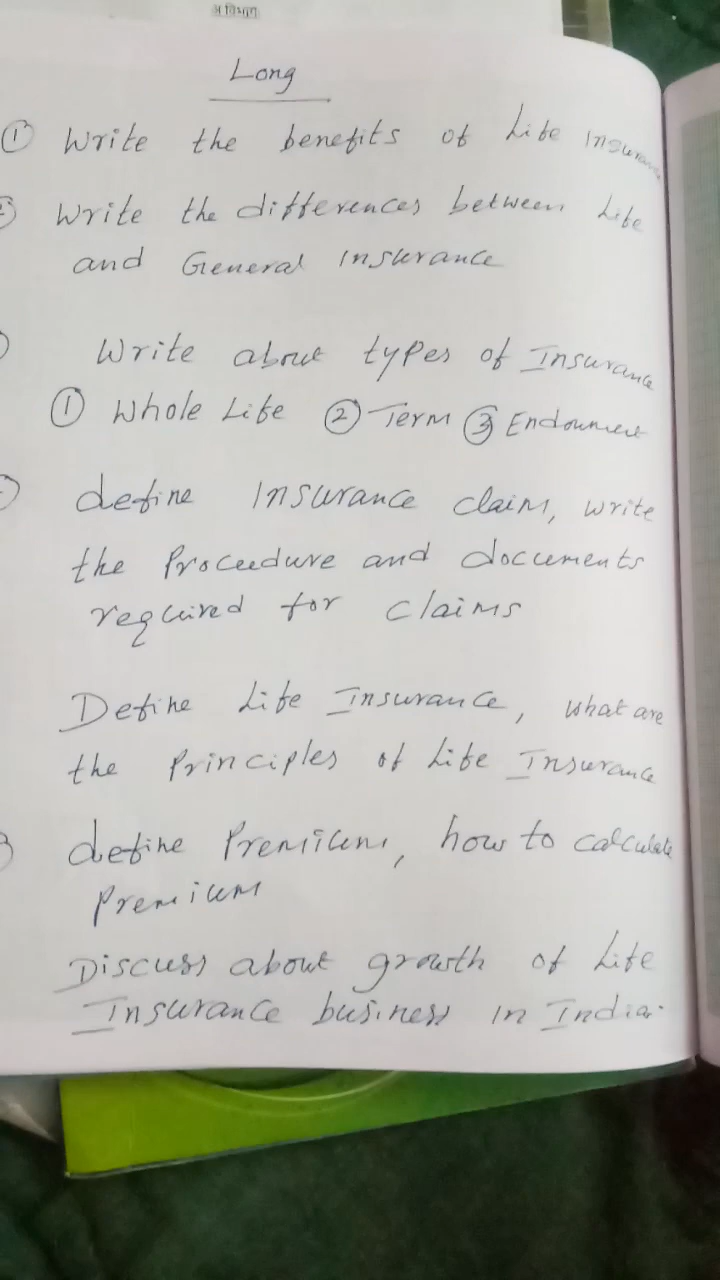 अ विभाग
Long
① Write the benefits of Life Insurance
Write the differences between Life
and General Insurance
Write about types of Insurance
① Whole Life ② Term ③ Endowment
define Insurance claim, write
the Proceedure and documents
required for claims
Define Life Insurance, what are
the Principles of Life Insurance
define Premium, how to calculate
Premium
Discuss about growth of Life
Insurance business in India.